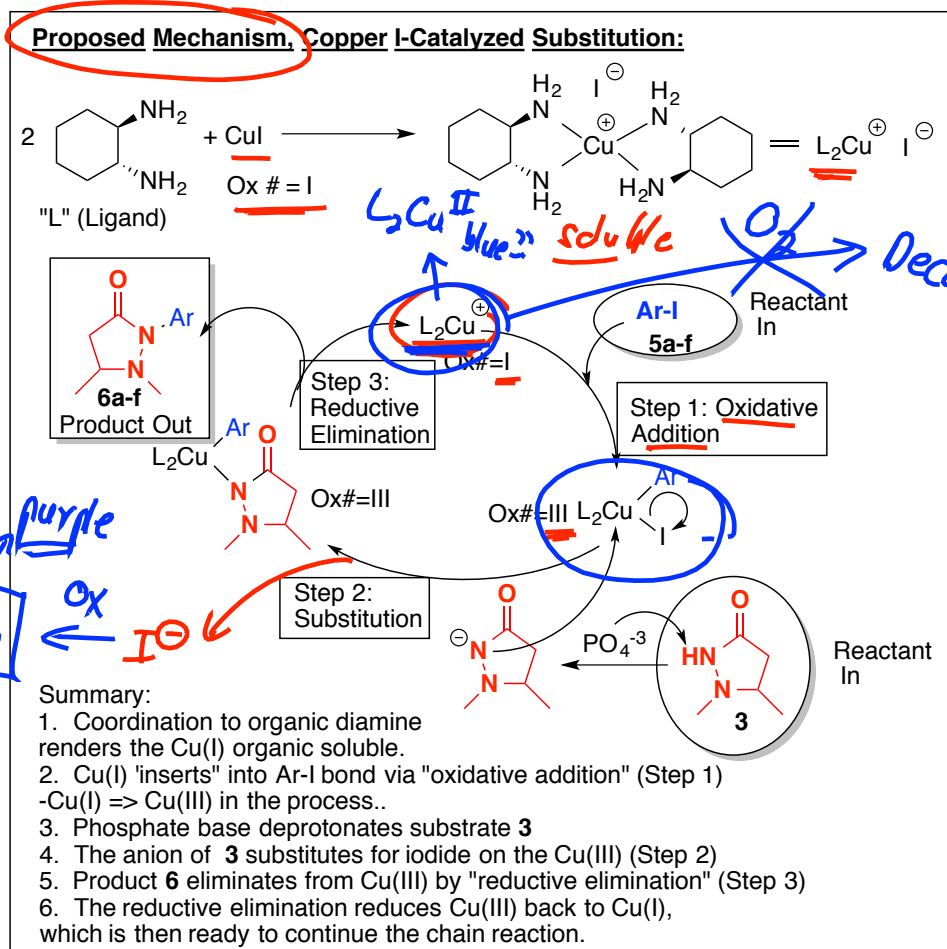 Proposed Mechanism, Copper I-Catalyzed Substitution:
2
NH2
NH2
"L" (Ligand)
+ CuI
Ox # = I
H2
N
N
H2
I ⊖
⊕
Cu
H2
N
H2N
=
L2Cu ⊕ I ⊖
L2CuII
blue
soluble
O2
O
N
Ar
N
6a-f
Product Out
Step 3:
Reductive
Elimination
L2Cu ⊕
Ox#=I
Ar-I
5a-f
Reactant
In
Step 1: Oxidative
Addition
Ar
L2Cu
O
N
N
Ox#=III
Ox#=III
Ar
L2Cu
I
purple
Ox
I⊖
Step 2:
Substitution
O
⊖
N
N
PO4-3
O
HN
N
3
Reactant
In
Summary:
1. Coordination to organic diamine
renders the Cu(I) organic soluble.
2. Cu(I) "inserts" into Ar-I bond via "oxidative addition" (Step 1)
-Cu(I) => Cu(III) in the process..
3. Phosphate base deprotonates substrate 3
4. The anion of 3 substitutes for iodide on the Cu(III) (Step 2)
5. Product 6 eliminates from Cu(III) by "reductive elimination" (Step 3)
6. The reductive elimination reduces Cu(III) back to Cu(I),
which is then ready to continue the chain reaction.